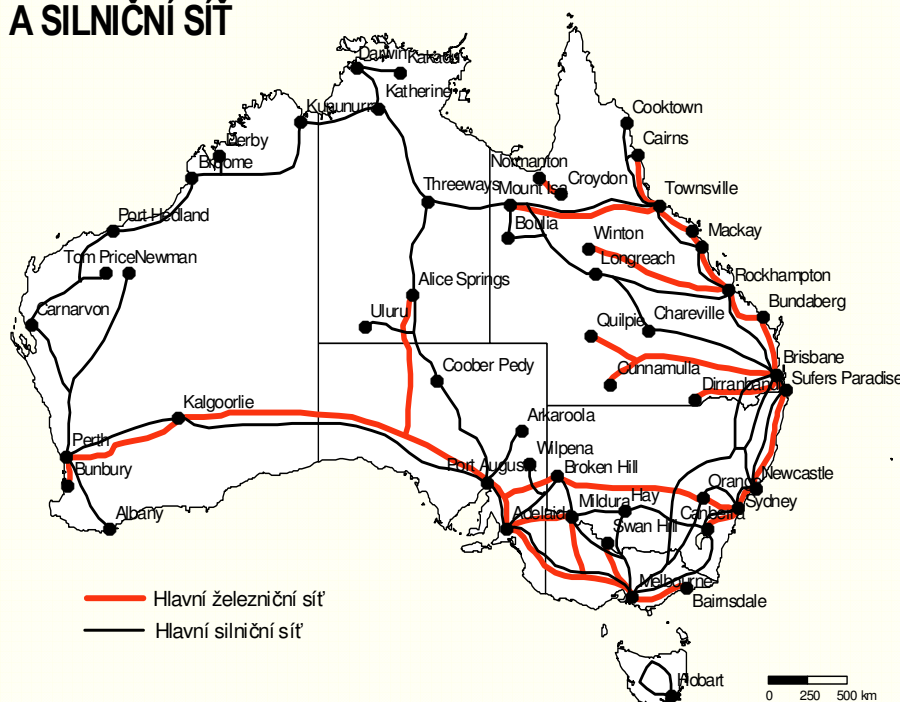 A SILNIČNÍ SÍŤ
Darwin
Kakadu
Katherine
Kununurra
Cooktown
Derby
Cairns
Broome
Normanton
Croydon
Threeways
Mount Isa
Townsville
Port Hedland
Boulia
Winton
Mackay
Tom Price
Newman
Longreach
Alice Springs
Rockhampton
Carnarvon
Uluru
Quilpie
Chareville
Bundaberg
Coober Pedy
Cunnamulla
Brisbane
Dirranband
Sufers Paradise
Kalgoorlie
Arkaroola
Perth
Wilpena
Bunbury
Port Augusta
Broken Hill
Orange
Newcastle
Albany
Adelaide
Mildura
Hay
Sydney
Swan Hill
Canberra
Melbourne
Bairnsdale
Hlavní železniční síť
Hlavní silniční síť
Hobart
0 250 500 km